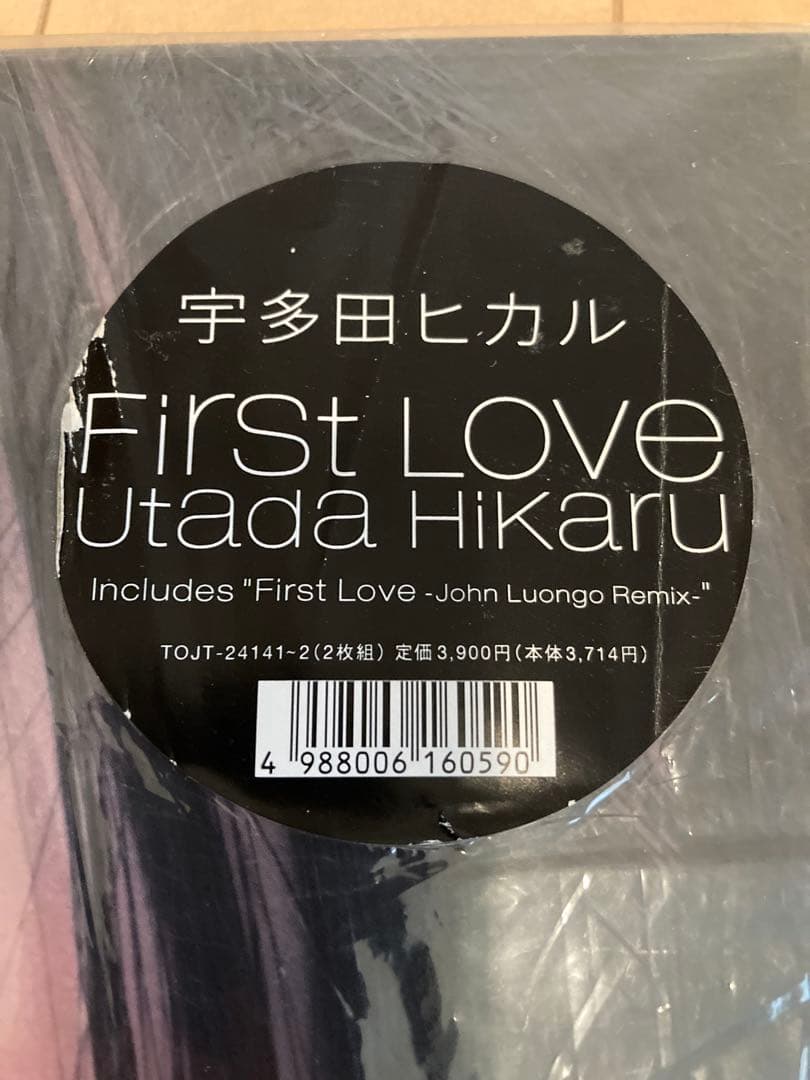 宇多田ヒカル
First Love
Utada Hikaru
Includes "First Love -John Luongo Remix-"
TOJT-24141~2(2枚組) 定価3,900円(本体3,714円)
4 988006 160590